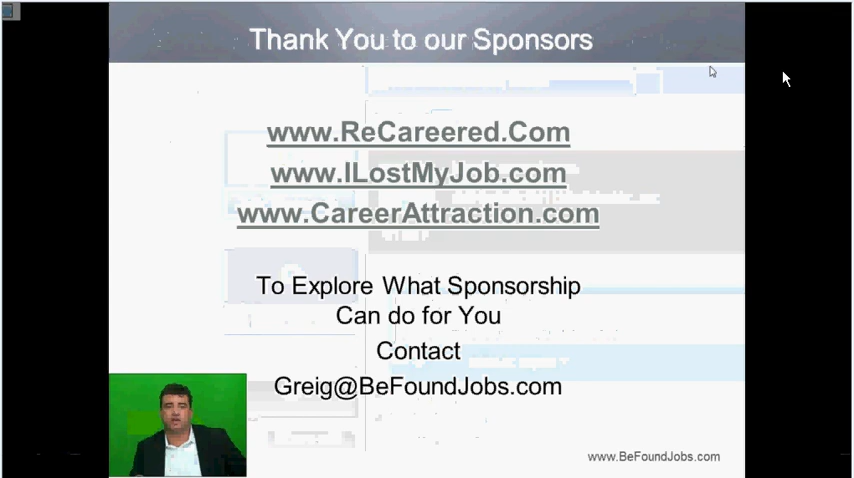 Thank You to our Sponsors
www.ReCareered.Com
www.ILostMyJob.com
www.CareerAttraction.com
To Explore What Sponsorship
Can do for You
Contact
Greig@BeFoundJobs.com
www.BeFoundJobs.com